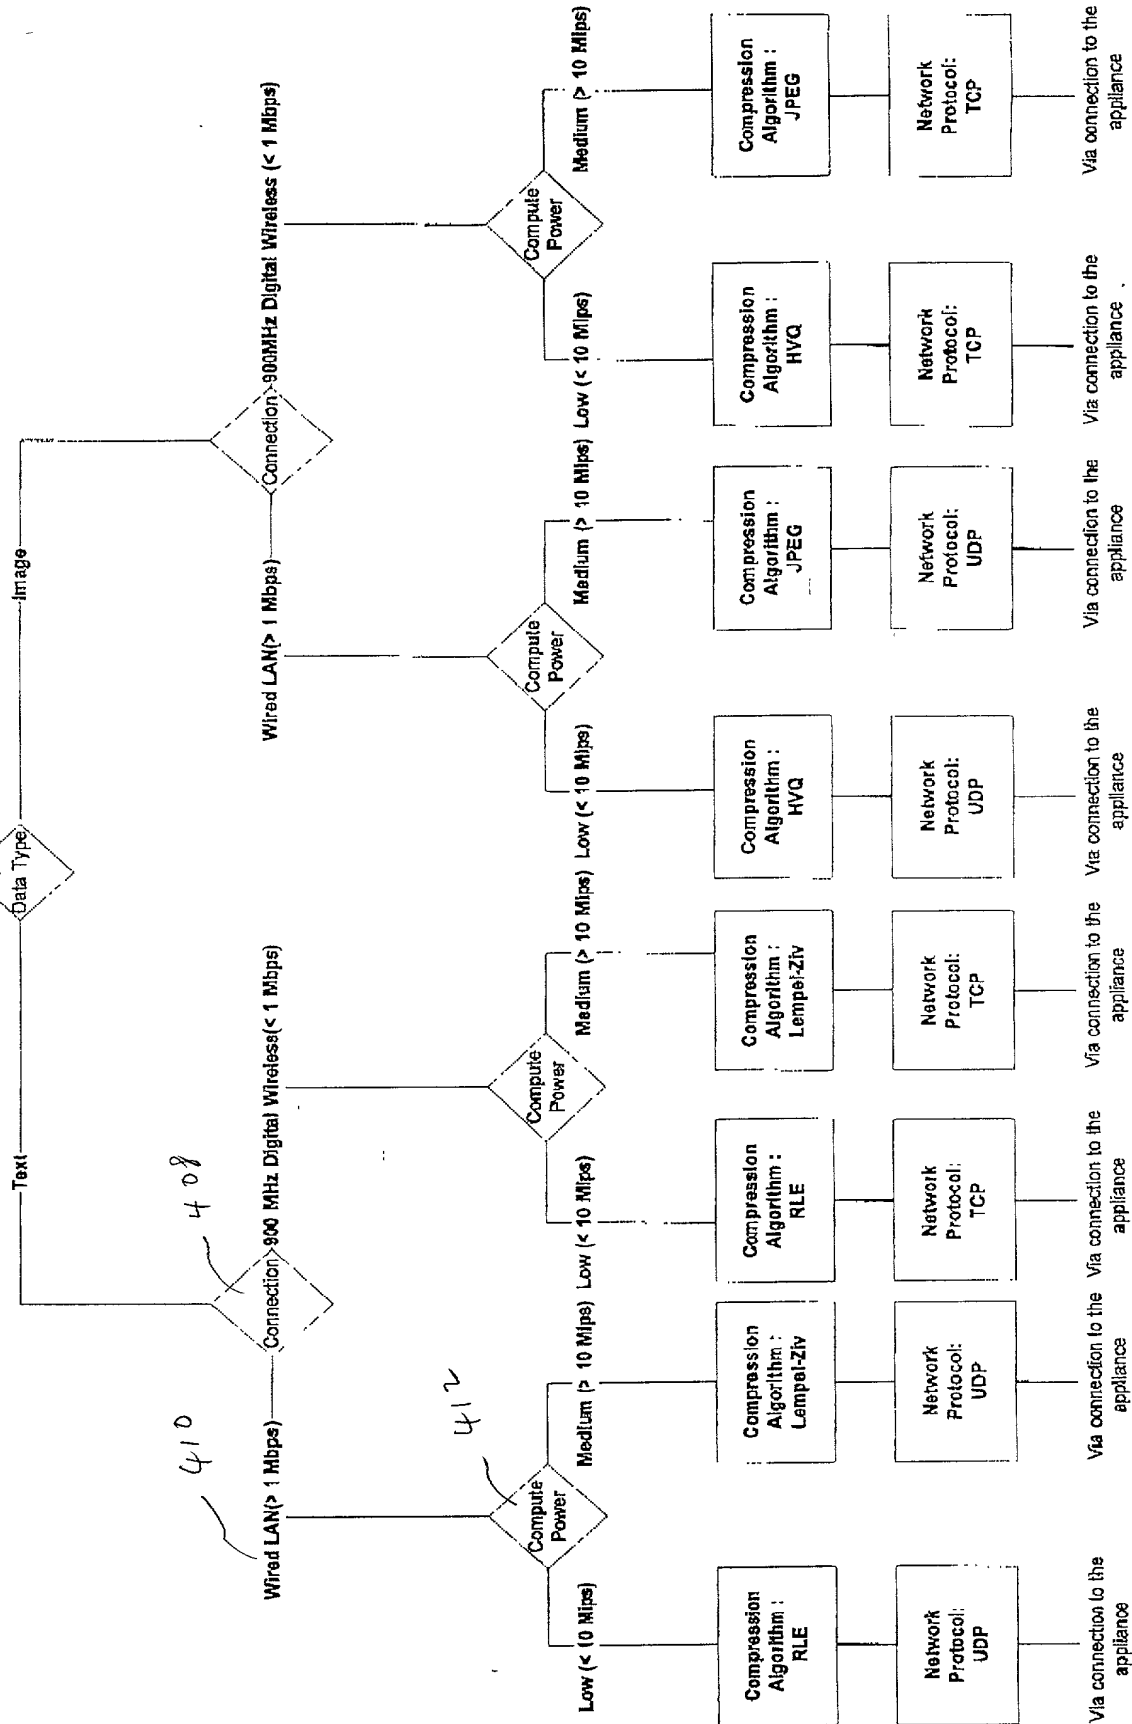 Data Type
Text
Image
408
Connection
900 MHz Digital Wireless(< 1 Mbps)
410
Wired LAN(> 1 Mbps)
Connection
900MHz Digital Wireless (< 1 Mbps)
Wired LAN(> 1 Mbps)
412
Compute
Power
Compute
Power
Compute
Power
Compute
Power
Low (< 10 Mips)
Medium (> 10 Mips)
Low (< 10 Mips)
Medium (> 10 Mips)
Low (< 10 Mips)
Medium (> 10 Mips)
Low (< 10 Mips)
Medium (> 10 Mips)
Compression
Algorithm :
RLE
Compression
Algorithm :
Lempel-Ziv
Compression
Algorithm :
RLE
Compression
Algorithm :
Lempel-Ziv
Compression
Algorithm :
HVQ
Compression
Algorithm :
JPEG
Compression
Algorithm :
HVQ
Compression
Algorithm :
JPEG
Network
Protocol:
UDP
Network
Protocol:
UDP
Network
Protocol:
TCP
Network
Protocol:
TCP
Network
Protocol:
UDP
Network
Protocol:
UDP
Network
Protocol:
TCP
Network
Protocol:
TCP
Via connection to the
appliance
Via connection to the
appliance
Via connection to the
appliance
Via connection to the
appliance
Via connection to the
appliance
Via connection to the
appliance
Via connection to the
appliance
Via connection to the
appliance